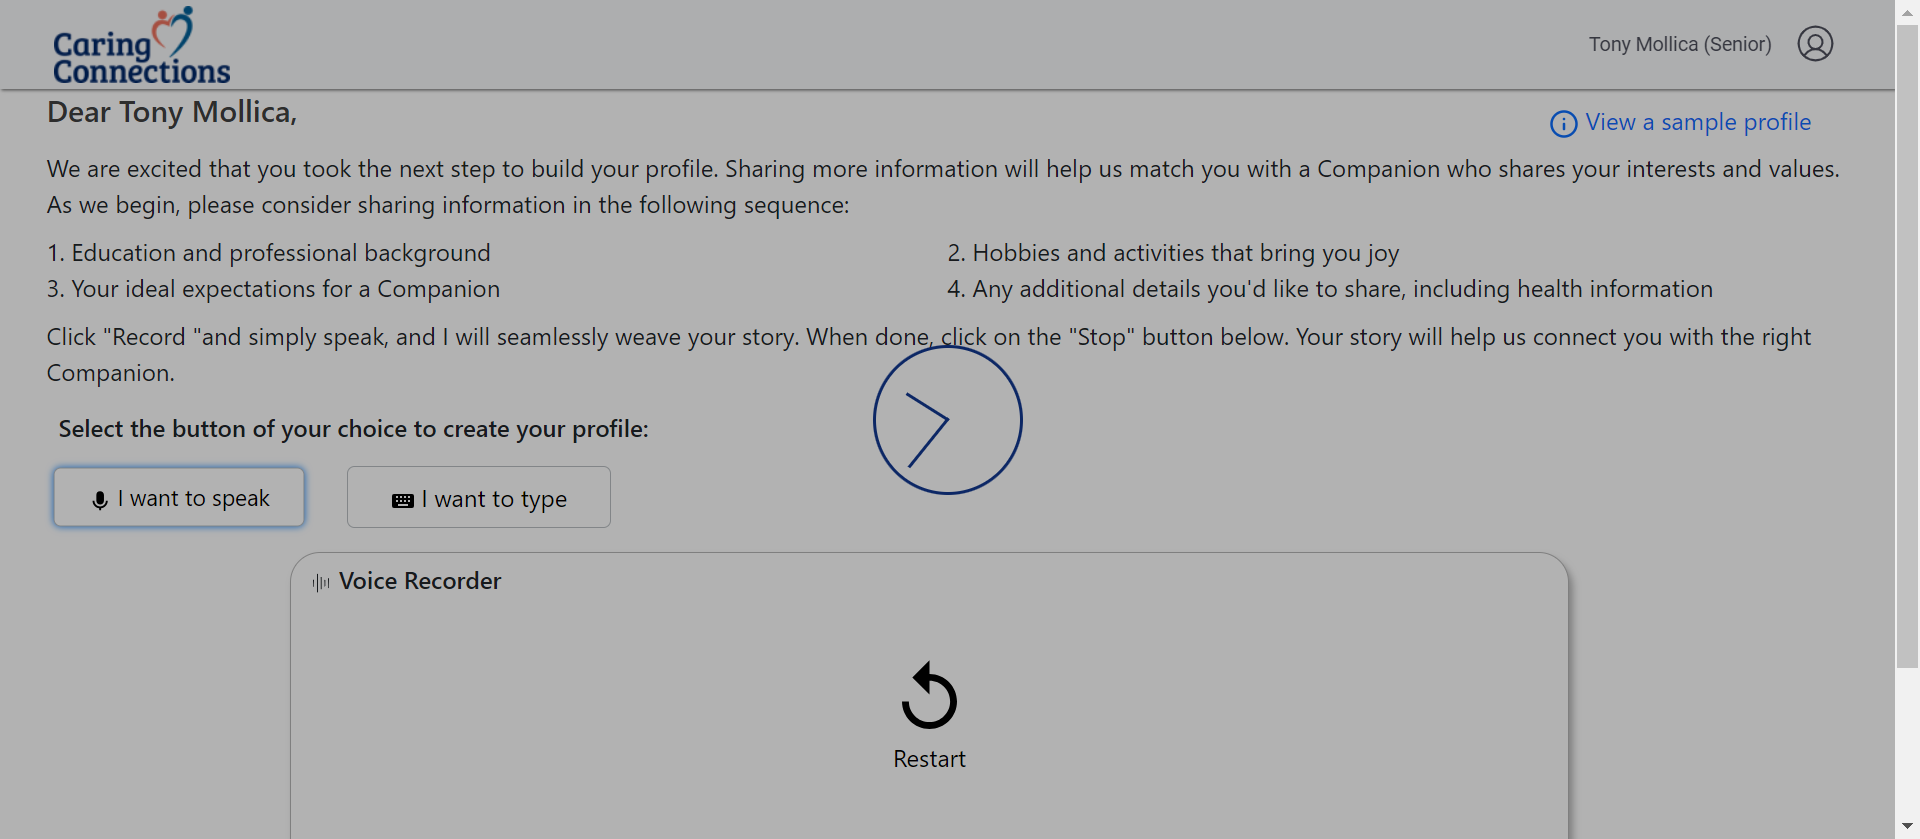 Caring
Connections
Tony Mollica (Senior)
Dear Tony Mollica,
View a sample profile
We are excited that you took the next step to build your profile. Sharing more information will help us match you with a Companion who shares your interests and values.
As we begin, please consider sharing information in the following sequence:
1. Education and professional background
2. Hobbies and activities that bring you joy
3. Your ideal expectations for a Companion
4. Any additional details you'd like to share, including health information
Click "Record "and simply speak, and I will seamlessly weave your story. When done, click on the "Stop" button below. Your story will help us connect you with the right
Companion.
Select the button of your choice to create your profile:
I want to speak
I want to type
Voice Recorder
Restart